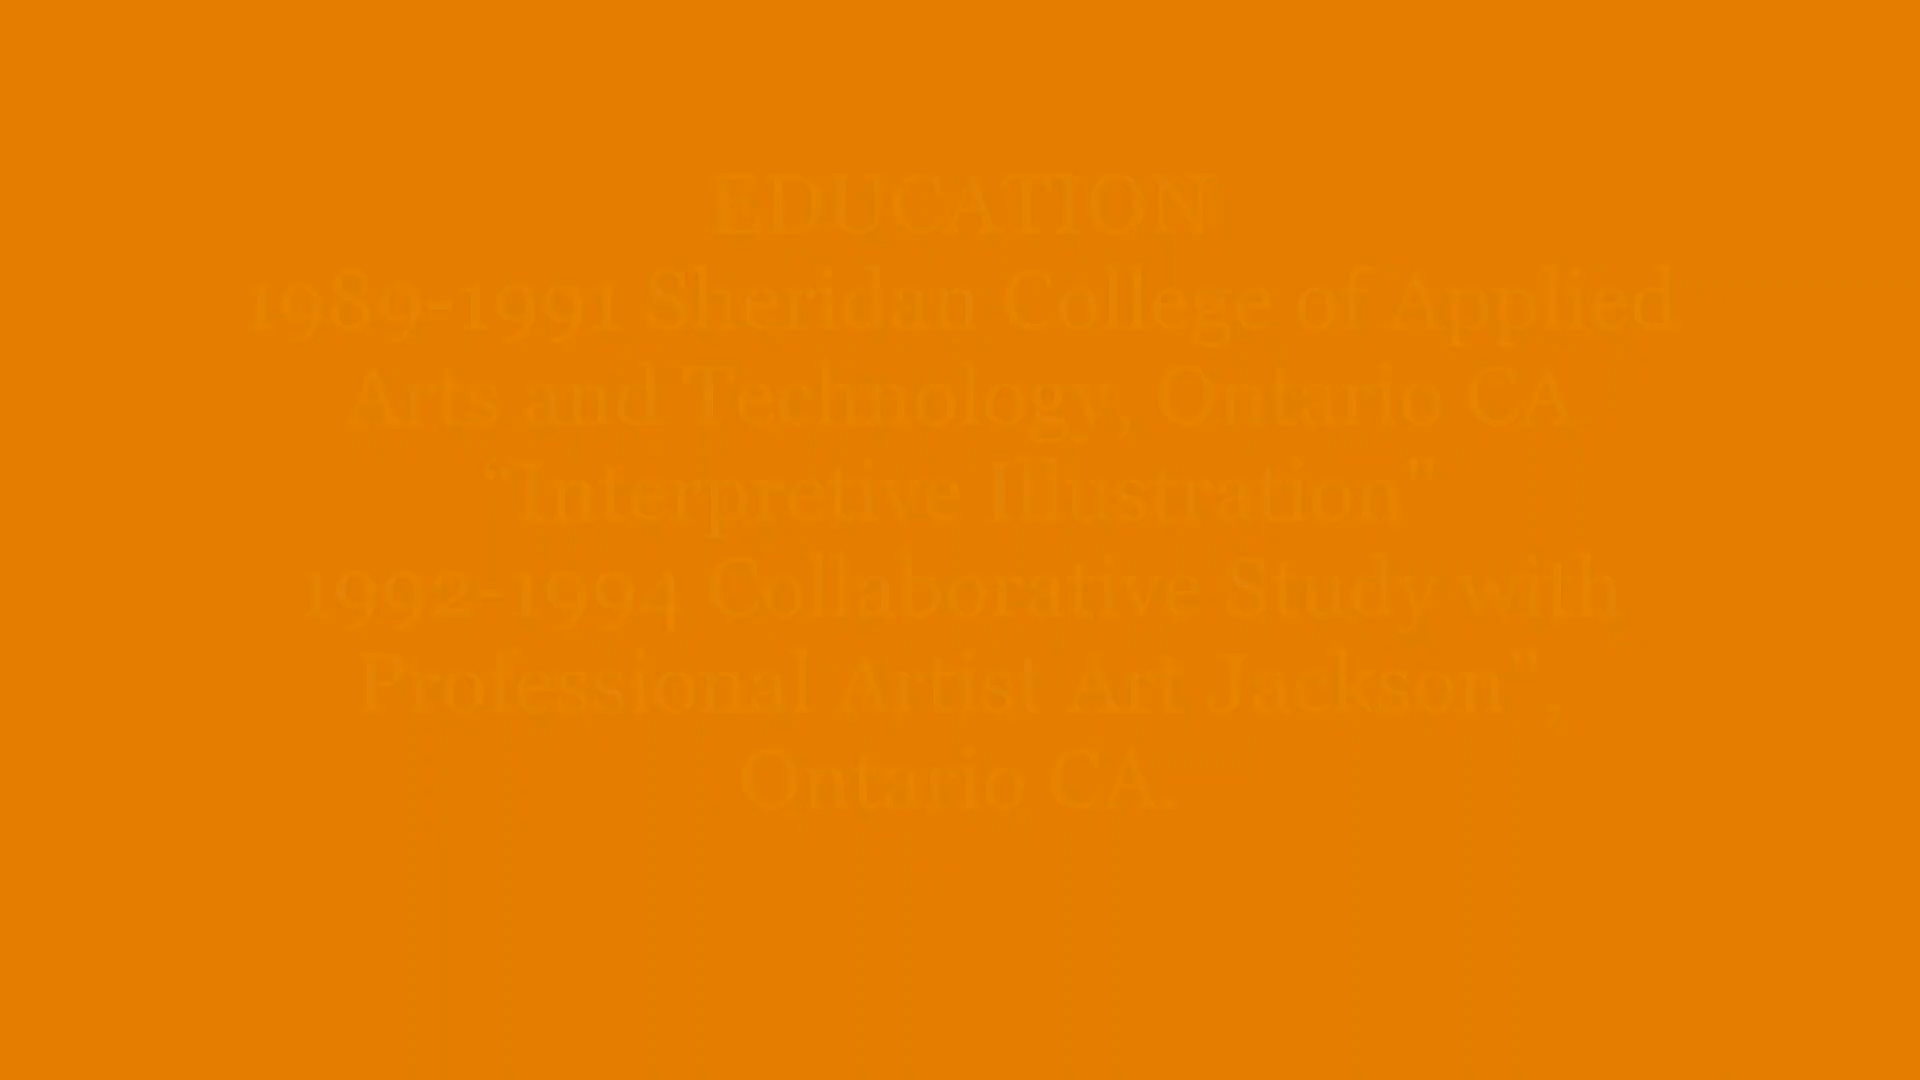 EDUCATION
1989-1991 Sheridan College of Applied
Arts and Technology, Ontario CA
“Interpretive Illustration"
1992-1994 Collaborative Study with
Professional Artist Art Jackson",
Ontario CA.